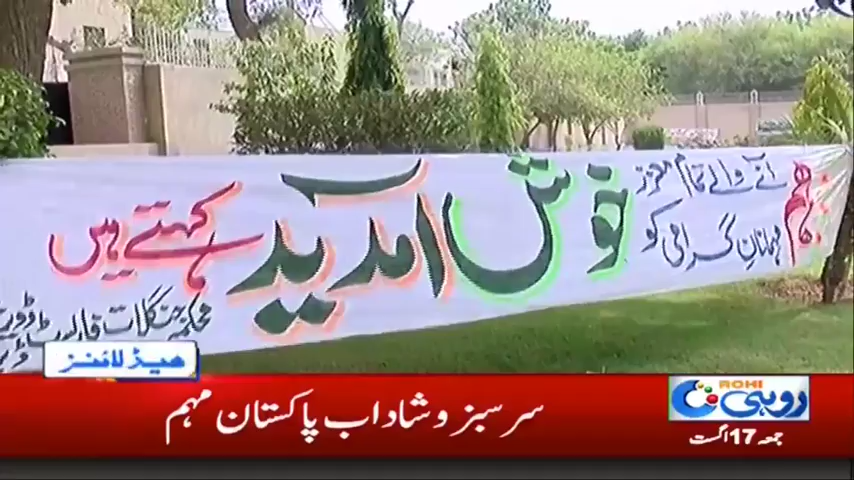 ہم آنے والے تمام معزز
مہمانِ گرامی کو
خوش آمدید کہتے ہیں
محکمہ جنگلات
ہیڈ لائنز
سرسبز و شاداب پاکستان مہم
ROHI
روہی
جمعہ 17 اگست